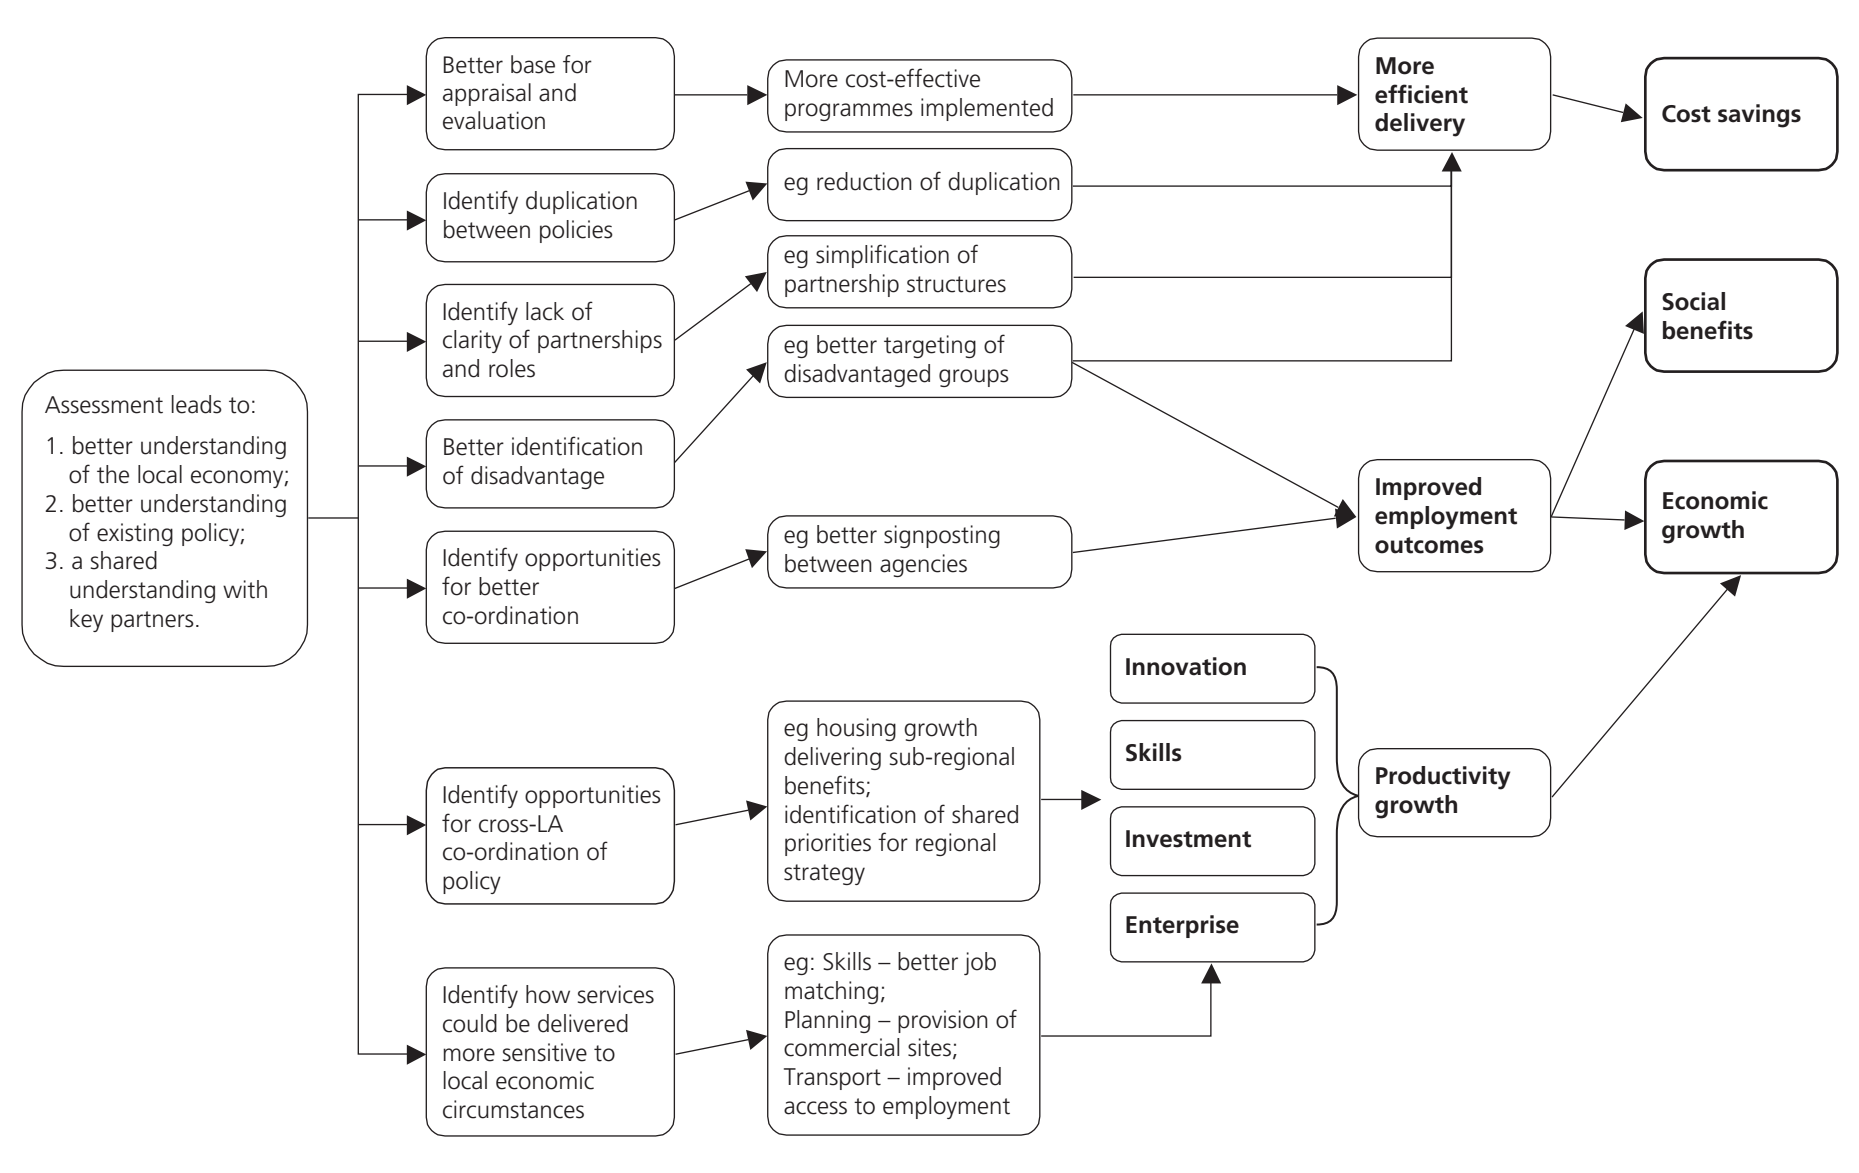 Assessment leads to:
1. better understanding
of the local economy;
2. better understanding
of existing policy;
3. a shared
understanding with
key partners.
Better base for
appraisal and
evaluation
Identify duplication
between policies
Identify lack of
clarity of partnerships
and roles
Better identification
of disadvantage
Identify opportunities
for better
co-ordination
Identify opportunities
for cross-LA
co-ordination of
policy
Identify how services
could be delivered
more sensitive to
local economic
circumstances
More cost-effective
programmes implemented
eg reduction of duplication
eg simplification of
partnership structures
eg better targeting of
disadvantaged groups
eg better signposting
between agencies
eg housing growth
delivering sub-regional
benefits;
identification of shared
priorities for regional
strategy
eg: Skills – better job
matching;
Planning – provision of
commercial sites;
Transport – improved
access to employment
Innovation
Skills
Investment
Enterprise
More
efficient
delivery
Improved
employment
outcomes
Productivity
growth
Cost savings
Social
benefits
Economic
growth